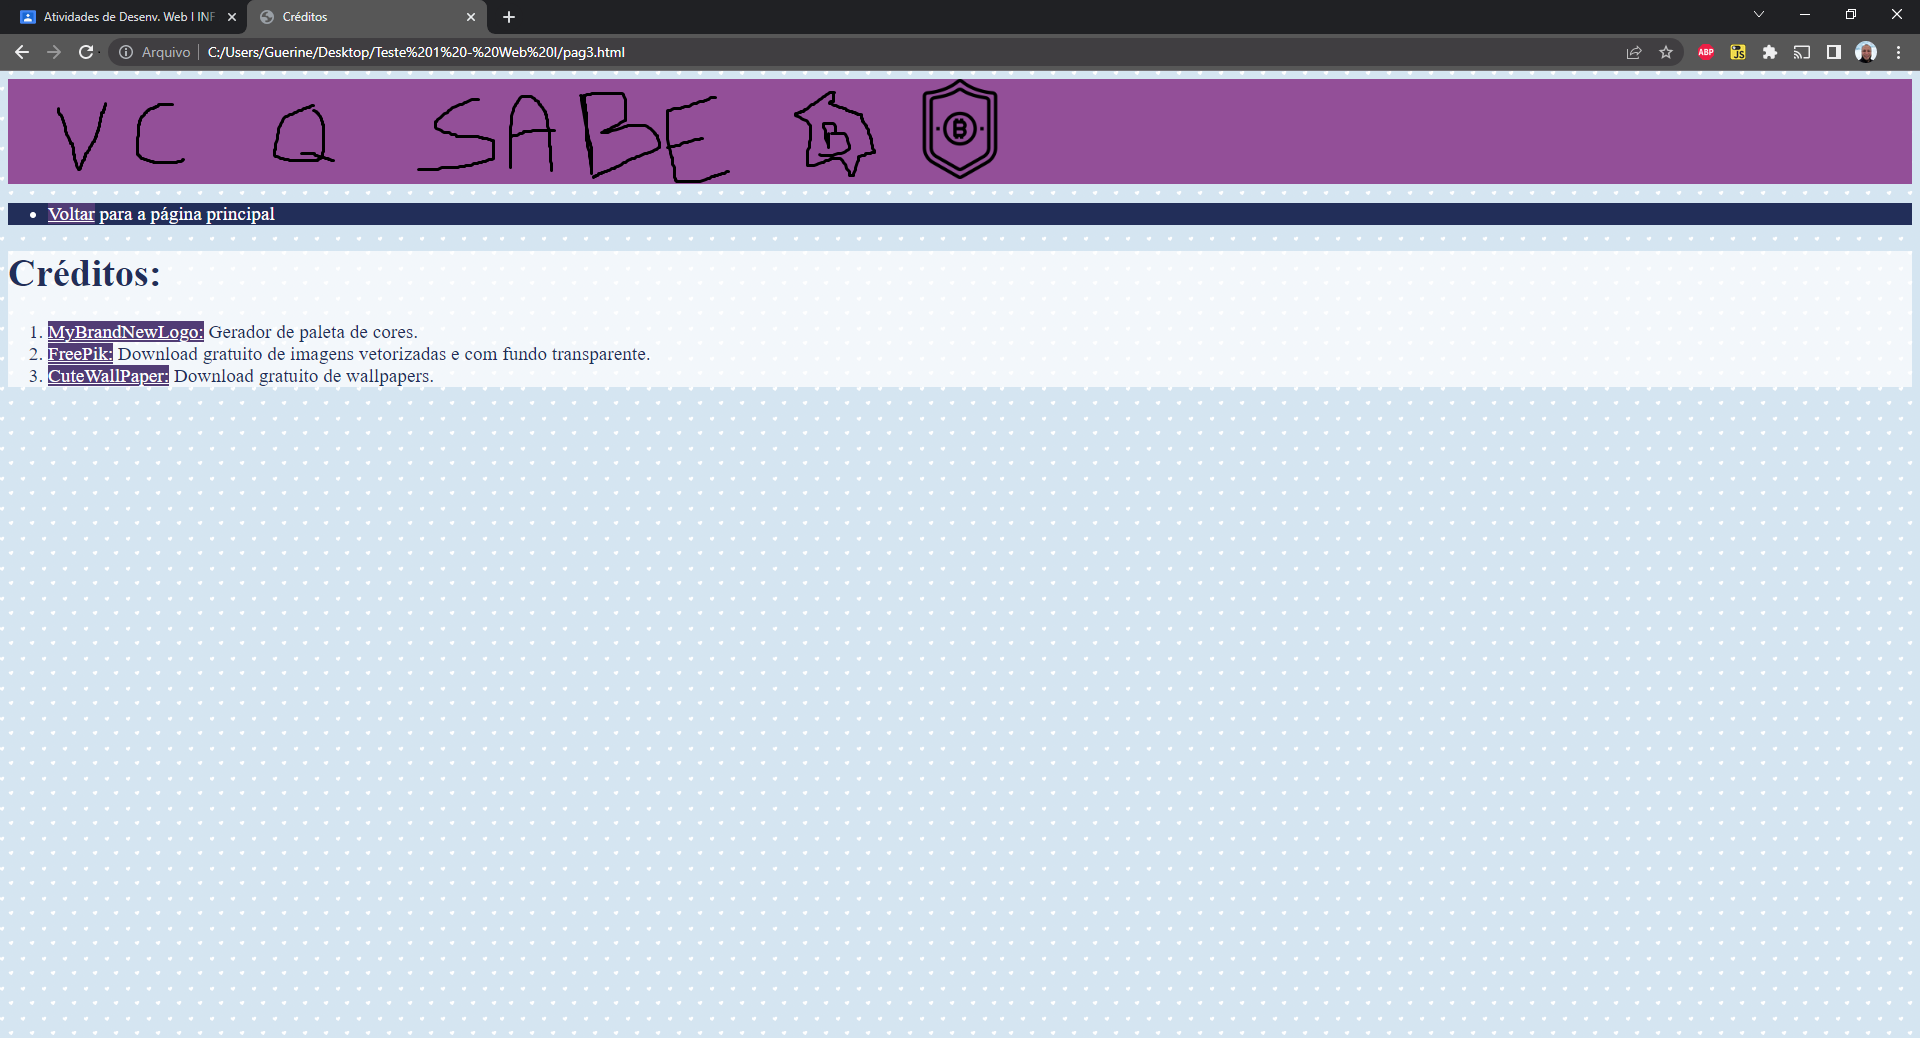 Atividades de Desenv. Web I INF
Créditos
Arquivo C:/Users/Guerine/Desktop/Teste%201%20-%20Web%20I/pag3.html
ABP JS
VC Q SABE B B
Voltar para a página principal
Créditos:
1. MyBrandNewLogo: Gerador de paleta de cores.
2. FreePik: Download gratuito de imagens vetorizadas e com fundo transparente.
3. CuteWallPaper: Download gratuito de wallpapers.